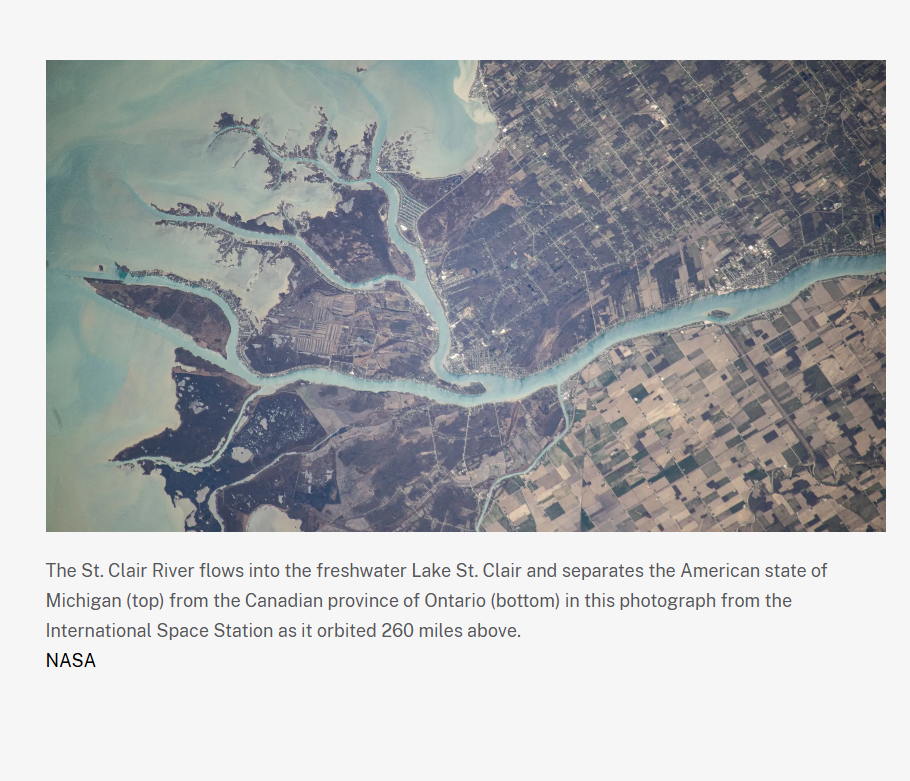 The St. Clair River flows into the freshwater Lake St. Clair and separates the American state of
Michigan (top) from the Canadian province of Ontario (bottom) in this photograph from the
International Space Station as it orbited 260 miles above.
NASA